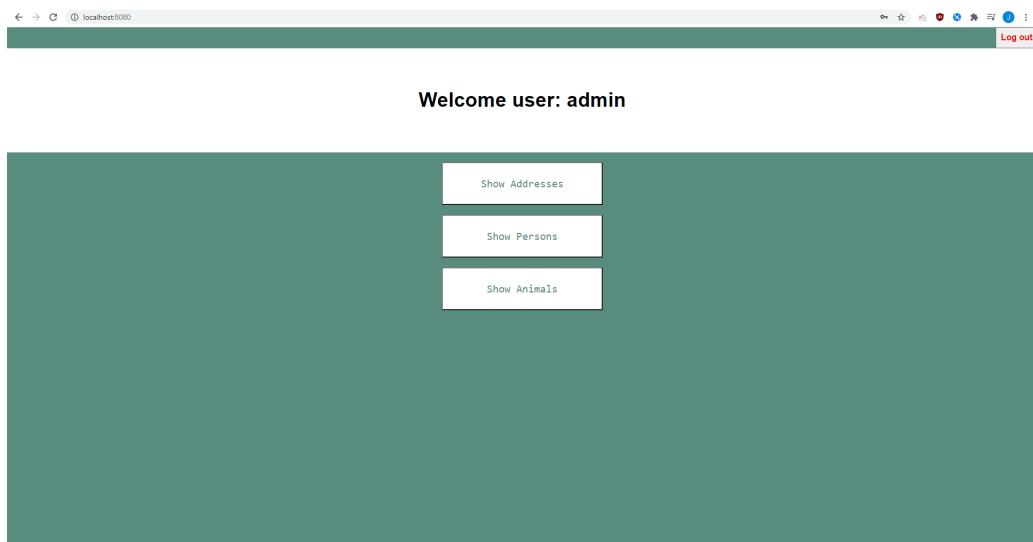 localhost:8080
Log out
Welcome user: admin
Show Addresses
Show Persons
Show Animals